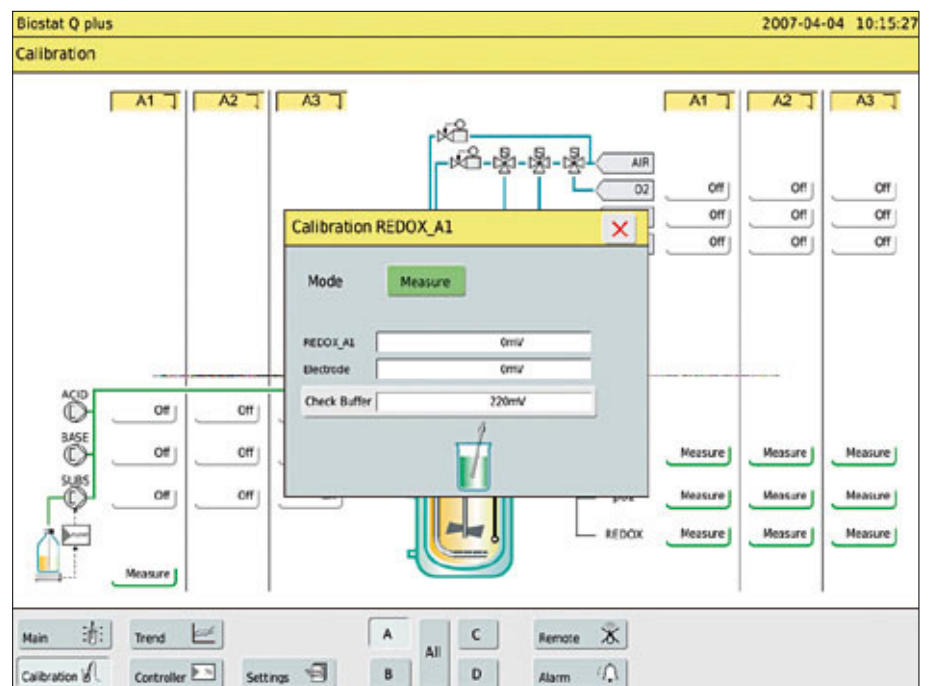 Biostat Q plus 2007-04-04 10:15:27
Calibration
A1 A2 A3 A1 A2 A3
AIR
O2 Off Off Off
Off Off Off
Off Off Off
Calibration REDOX_A1
Mode Measure
REDOX_A1 0mV
Electrode 0mV
Check Buffer 220mV
ACID Off Off
BASE Off Off
SUBS Off Off
Measure Measure Measure
Measure Measure Measure
REDOX Measure Measure Measure
Measure
Main Trend A All C Remote
Calibration Controller Settings B D Alarm